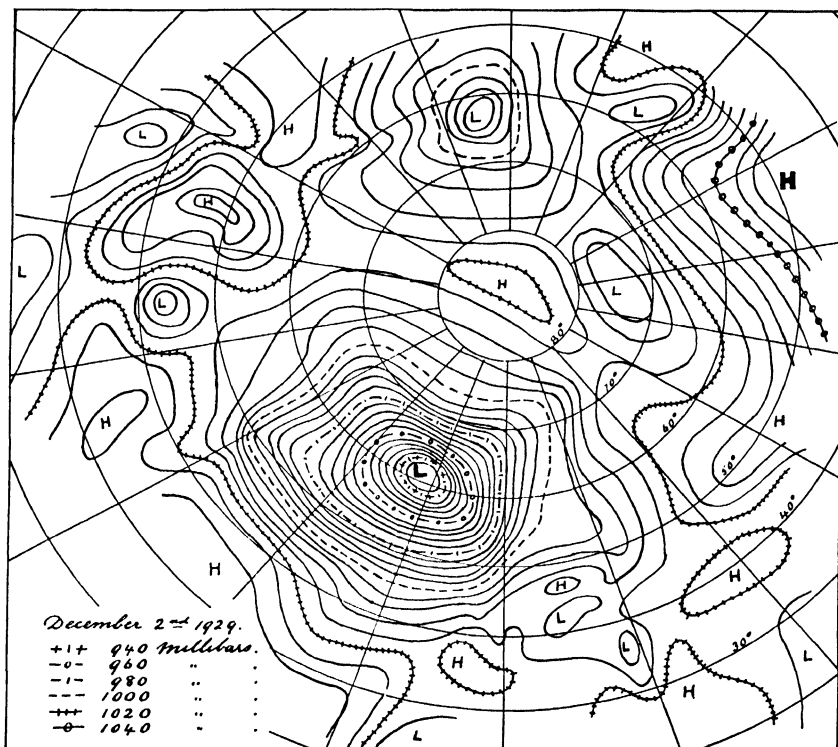 H
H
L
L
L
H
H
H
L
H
L
L
80°
70°
H
H
60°
L
50°
40°
H
H
H
L
L
30°
L
H
H
L
December 2nd 1929.
+ı+ 940 Millibars.
-o- 960 " .
-ı- 980 " .
---- 1000 " .
+++ 1020 " .
-o- 1040 " .